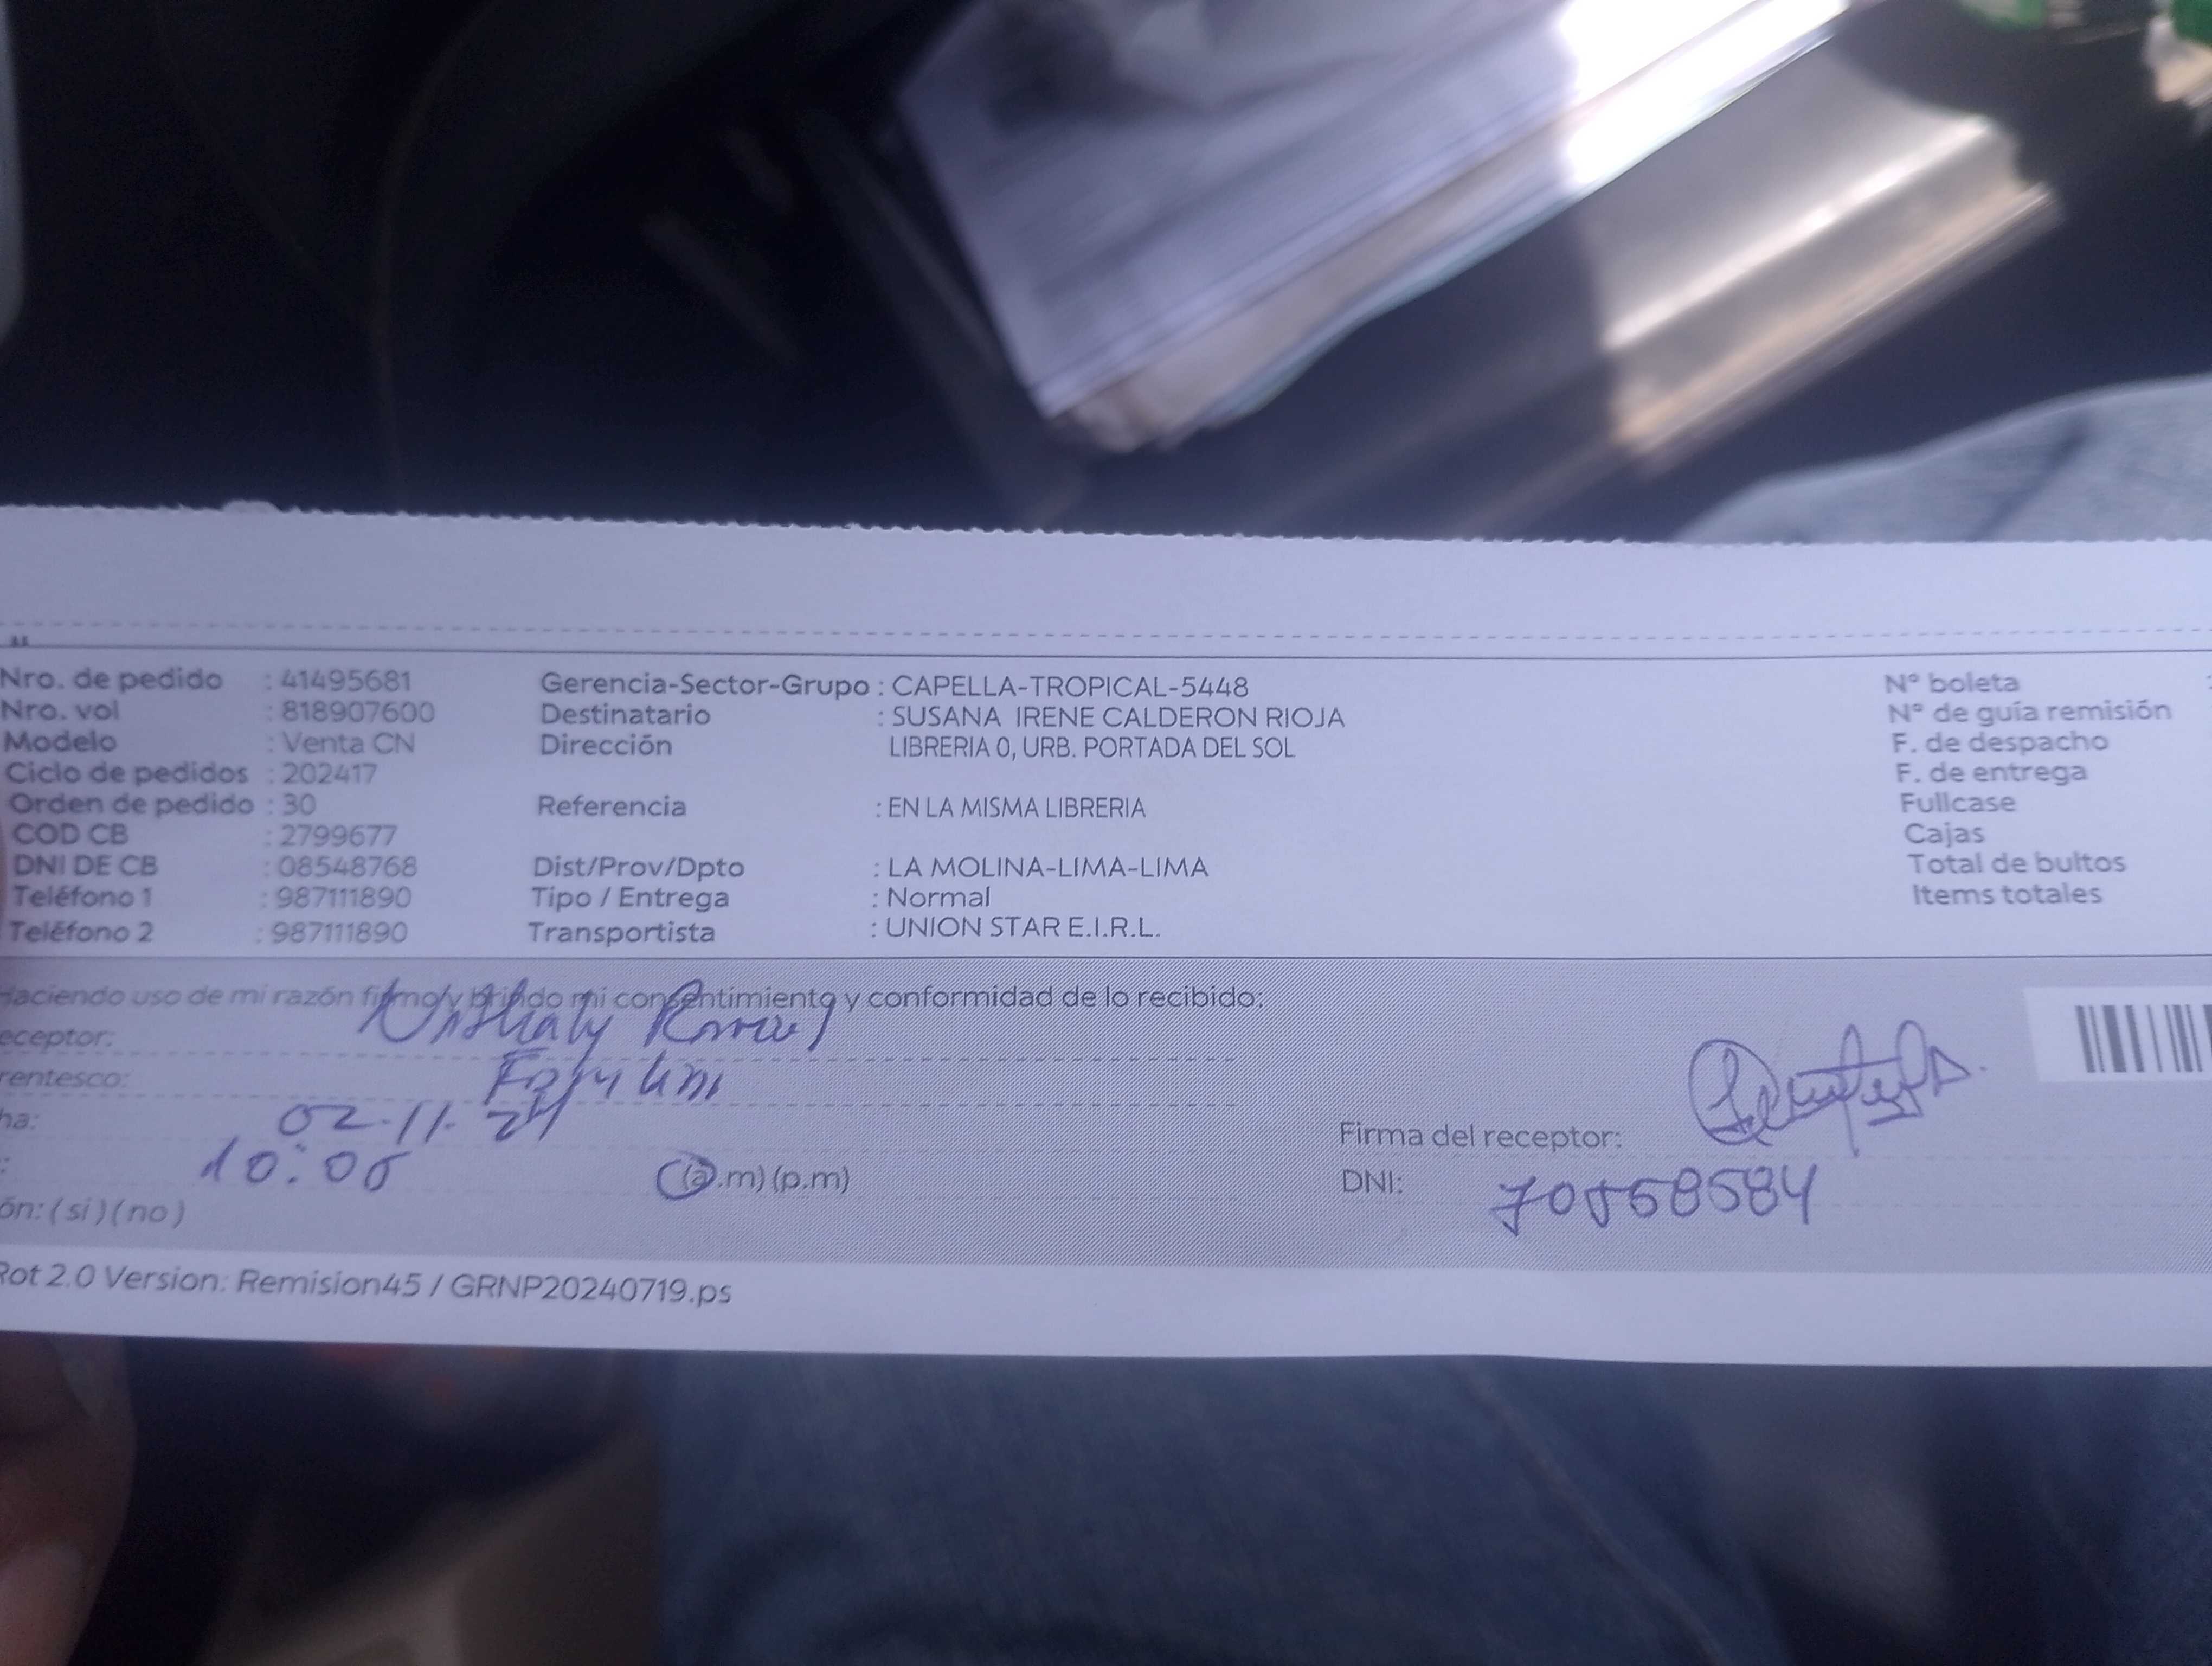 Nro. de pedido : 41495681 Gerencia-Sector-Grupo : CAPELLA-TROPICAL-5448 N° boleta
Nro. vol : 818907600 Destinatario : SUSANA IRENE CALDERON RIOJA N° de guía remisión
Modelo : Venta CN Dirección LIBRERIA 0, URB. PORTADA DEL SOL F. de despacho
Ciclo de pedidos : 202417 F. de entrega
Orden de pedido : 30 Referencia : EN LA MISMA LIBRERIA Fullcase
COD CB : 2799677 Cajas
DNI DE CB : 08548768 Dist/Prov/Dpto : LA MOLINA-LIMA-LIMA Total de bultos
Teléfono 1 : 987111890 Tipo / Entrega : Normal Items totales
Teléfono 2 : 987111890 Transportista : UNION STAR E.I.R.L.
Haciendo uso de mi razón firmo y brindo mi consentimiento y conformidad de lo recibido:
eceptor:
rentesco:
ha: 02-11-24
: 10:00 (a.m) (p.m)
Firma del receptor:
DNI: 70568584
ón: (si) (no)
Rot 2.0 Version: Remision45 / GRNP20240719.ps